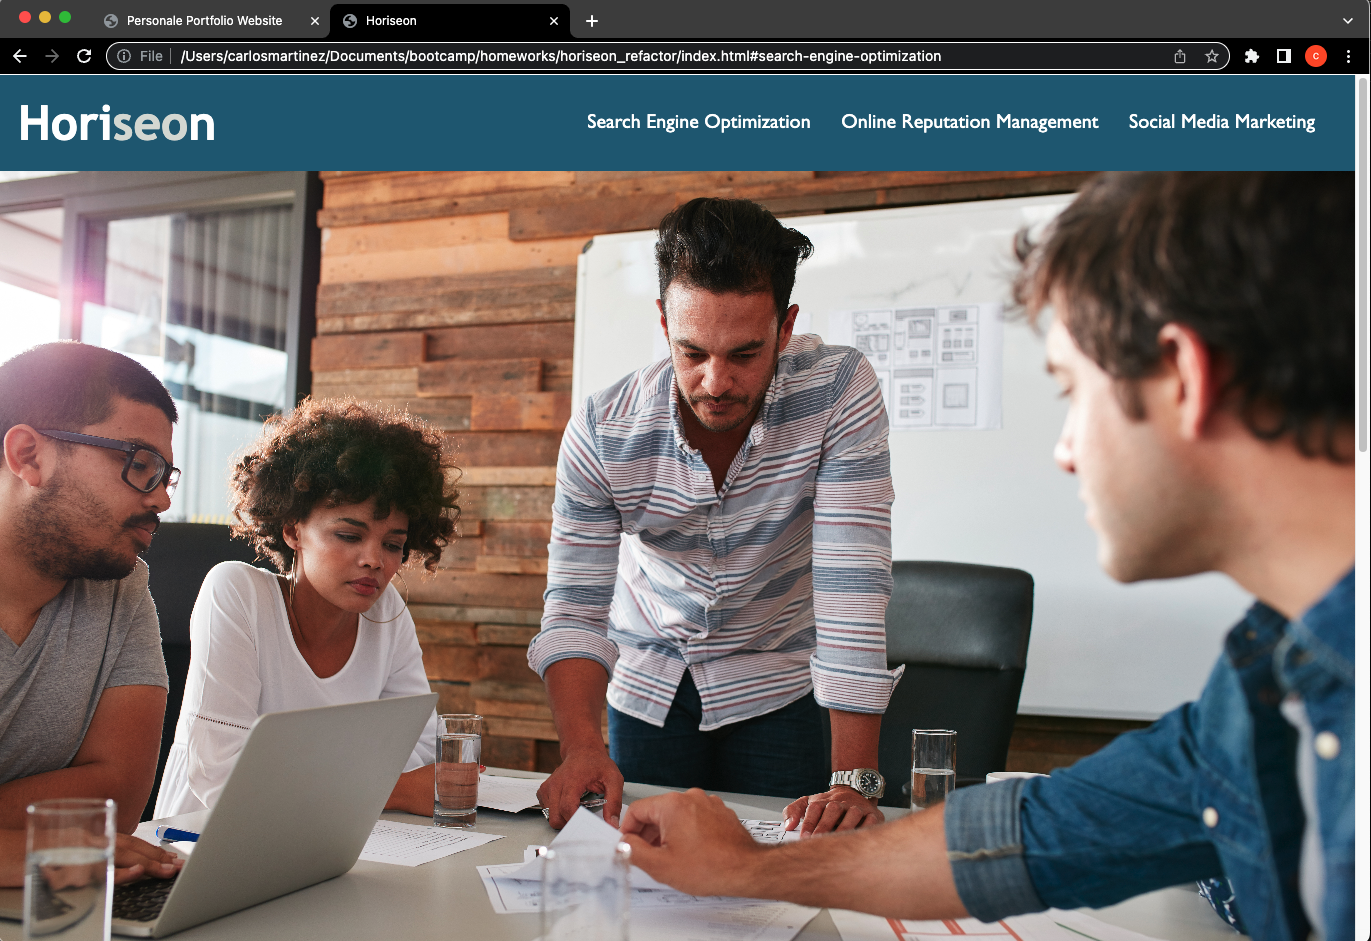 Personale Portfolio Website
Horiseon
File
/Users/carlosmartinez/Documents/bootcamp/homeworks/horiseon_refactor/index.html#search-engine-optimization
c
Horiseon
Search Engine Optimization
Online Reputation Management
Social Media Marketing